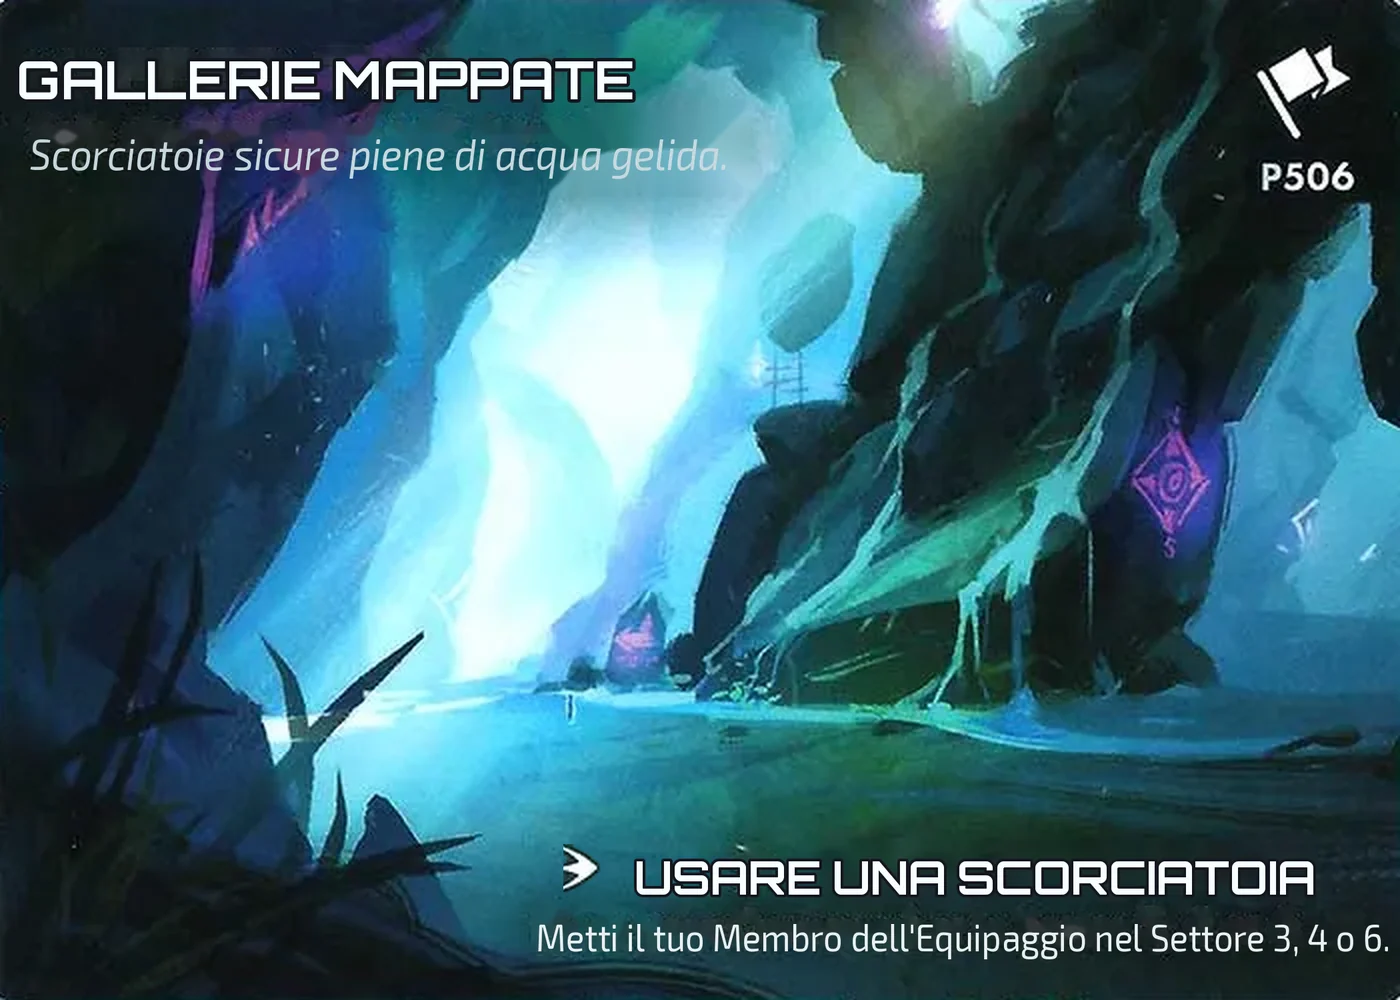 GALLERIE MAPPATE
Scorciatoie sicure piene di acqua gelida.
P506
USARE UNA SCORCIATOIA
Metti il tuo Membro dell'Equipaggio nel Settore 3, 4 o 6.